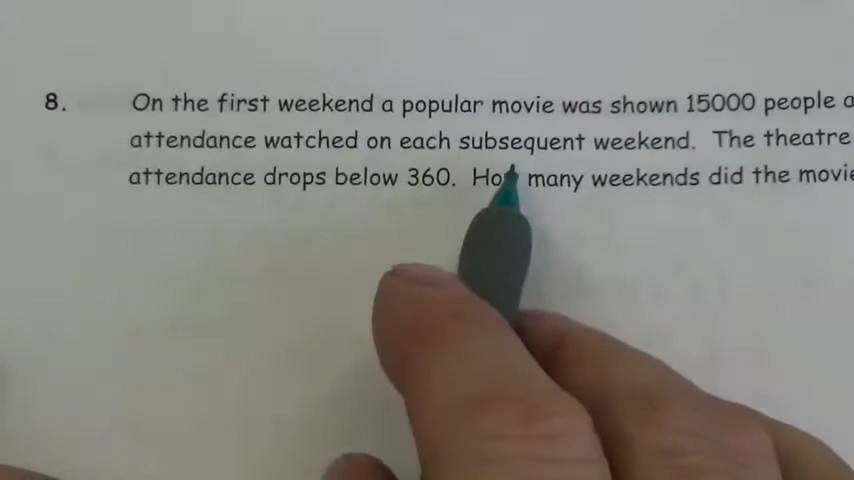 8. On the first weekend a popular movie was shown 15000 people
attendance watched on each subsequent weekend. The theatre
attendance drops below 360. many weekends did the movie